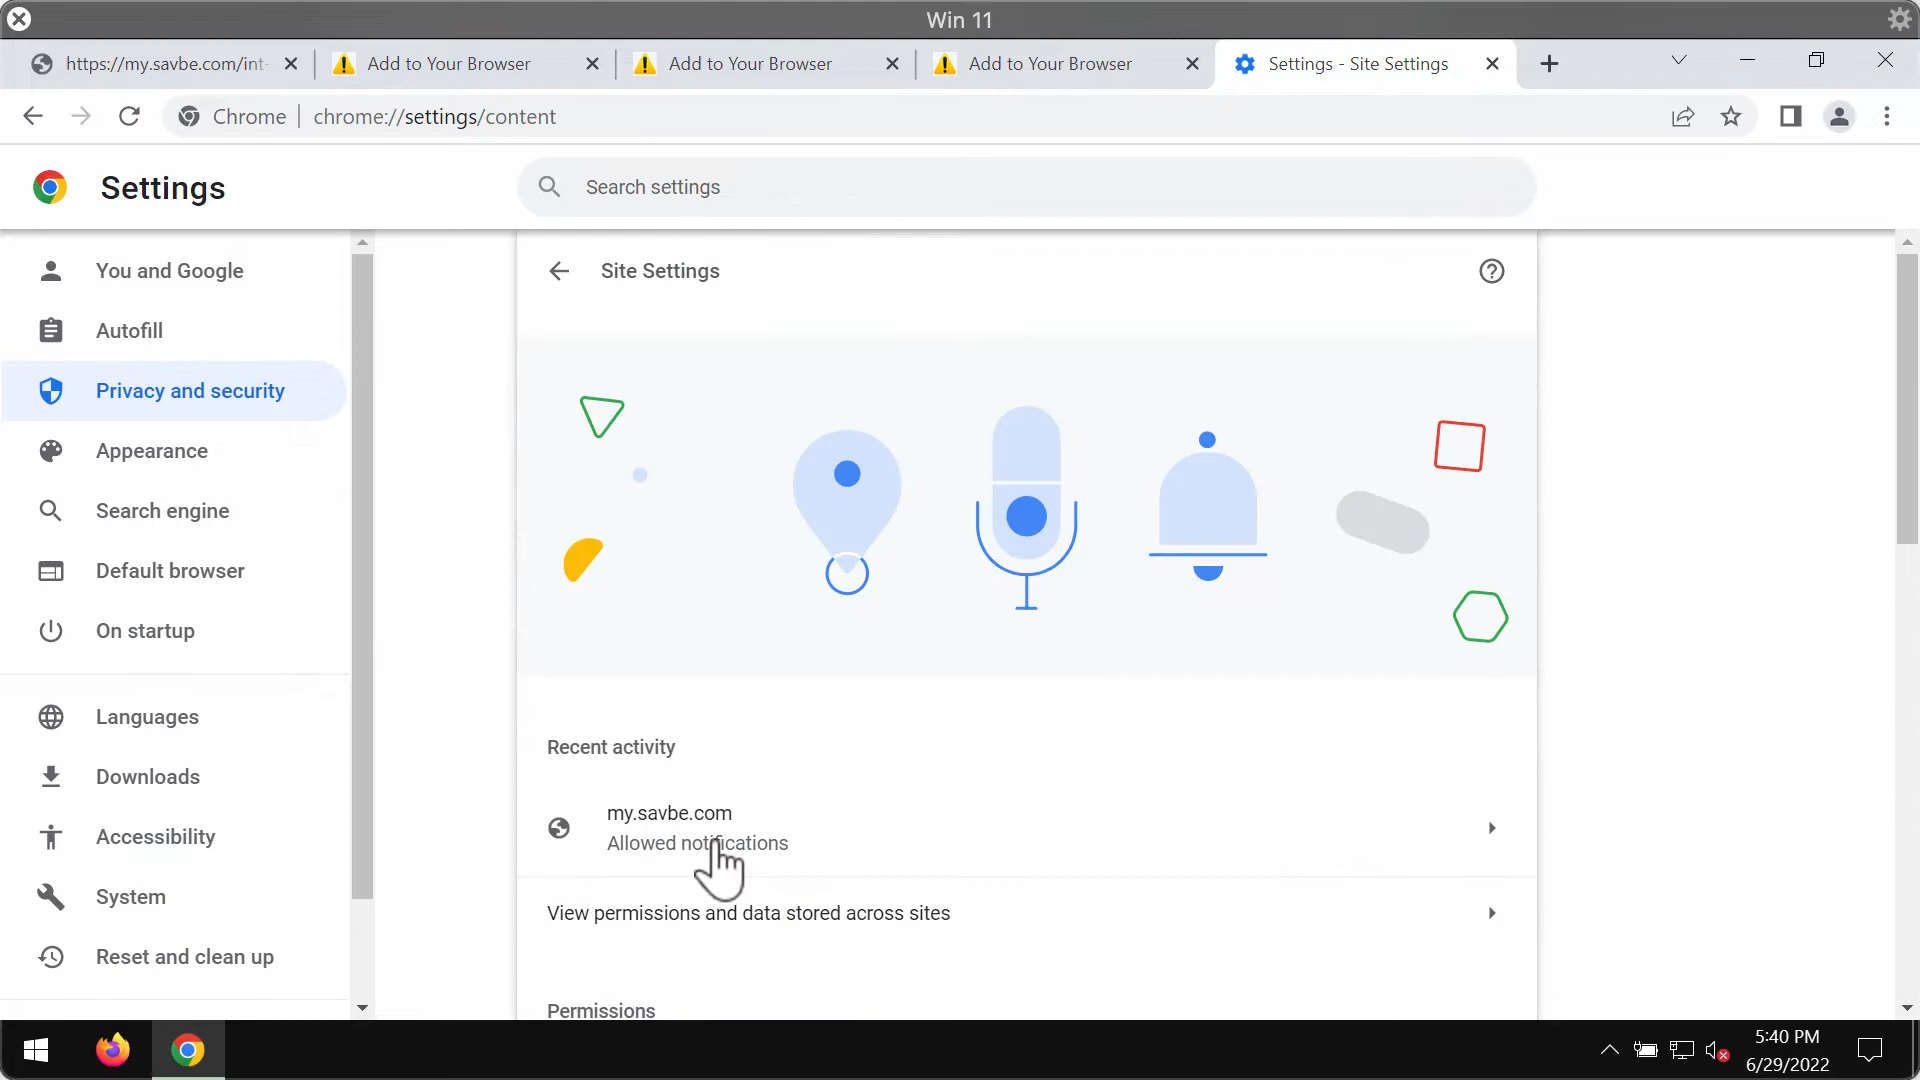 Win 11
https://my.savbe.com/int-
Add to Your Browser
Add to Your Browser
Add to Your Browser
Settings - Site Settings
Chrome
chrome://settings/content
Settings
Search settings
You and Google
Autofill
Privacy and security
Appearance
Search engine
Default browser
On startup
Languages
Downloads
Accessibility
System
Reset and clean up
Site Settings
Recent activity
my.savbe.com
Allowed notifications
View permissions and data stored across sites
Permissions
5:40 PM
6/29/2022